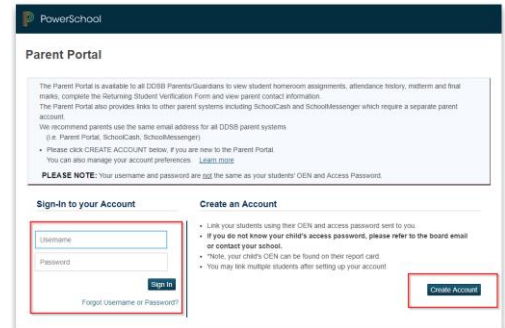 PowerSchool
Parent Portal
The Parent Portal is available to all DDSB Parents/Guardians to view student homeroom assignments, attendance history, midterm and final
marks, complete the Returning Student Verification Form and view parent contact information.
The Parent Portal also provides links to other parent systems including SchoolCash and SchoolMessenger which require a separate parent
account.
We recommend parents use the same email address for all DDSB parent systems
(i.e. Parent Portal, SchoolCash, SchoolMessenger)
• Please click CREATE ACCOUNT below, if you are new to the Parent Portal.
You can also manage your account preferences. Learn more
PLEASE NOTE: Your username and password are not the same as your students' OEN and Access Password.
Sign-In to your Account
Username
Password
Sign In
Forgot Username or Password?
Create an Account
• Link your students using their OEN and access password sent to you.
• If you do not know your child's access password, please refer to the board email
or contact your school.
• *Note, your child's OEN can be found on their report card.
• You may link multiple students after setting up your account!
Create Account